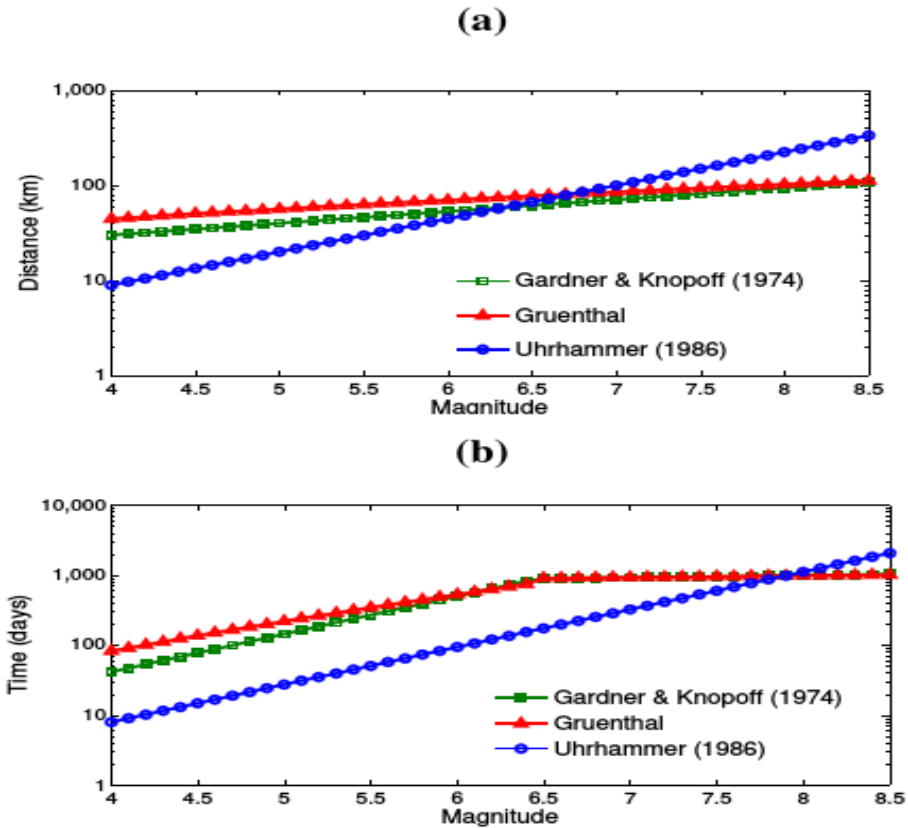 (a)
1,000
100
10
1
Distance (km)
Gardner & Knopoff (1974)
Gruenthal
Uhrhammer (1986)
4 4.5 5 5.5 6 6.5 7 7.5 8 8.5
Magnitude
(b)
10,000
1,000
100
10
1
Time (days)
Gardner & Knopoff (1974)
Gruenthal
Uhrhammer (1986)
4 4.5 5 5.5 6 6.5 7 7.5 8 8.5
Magnitude